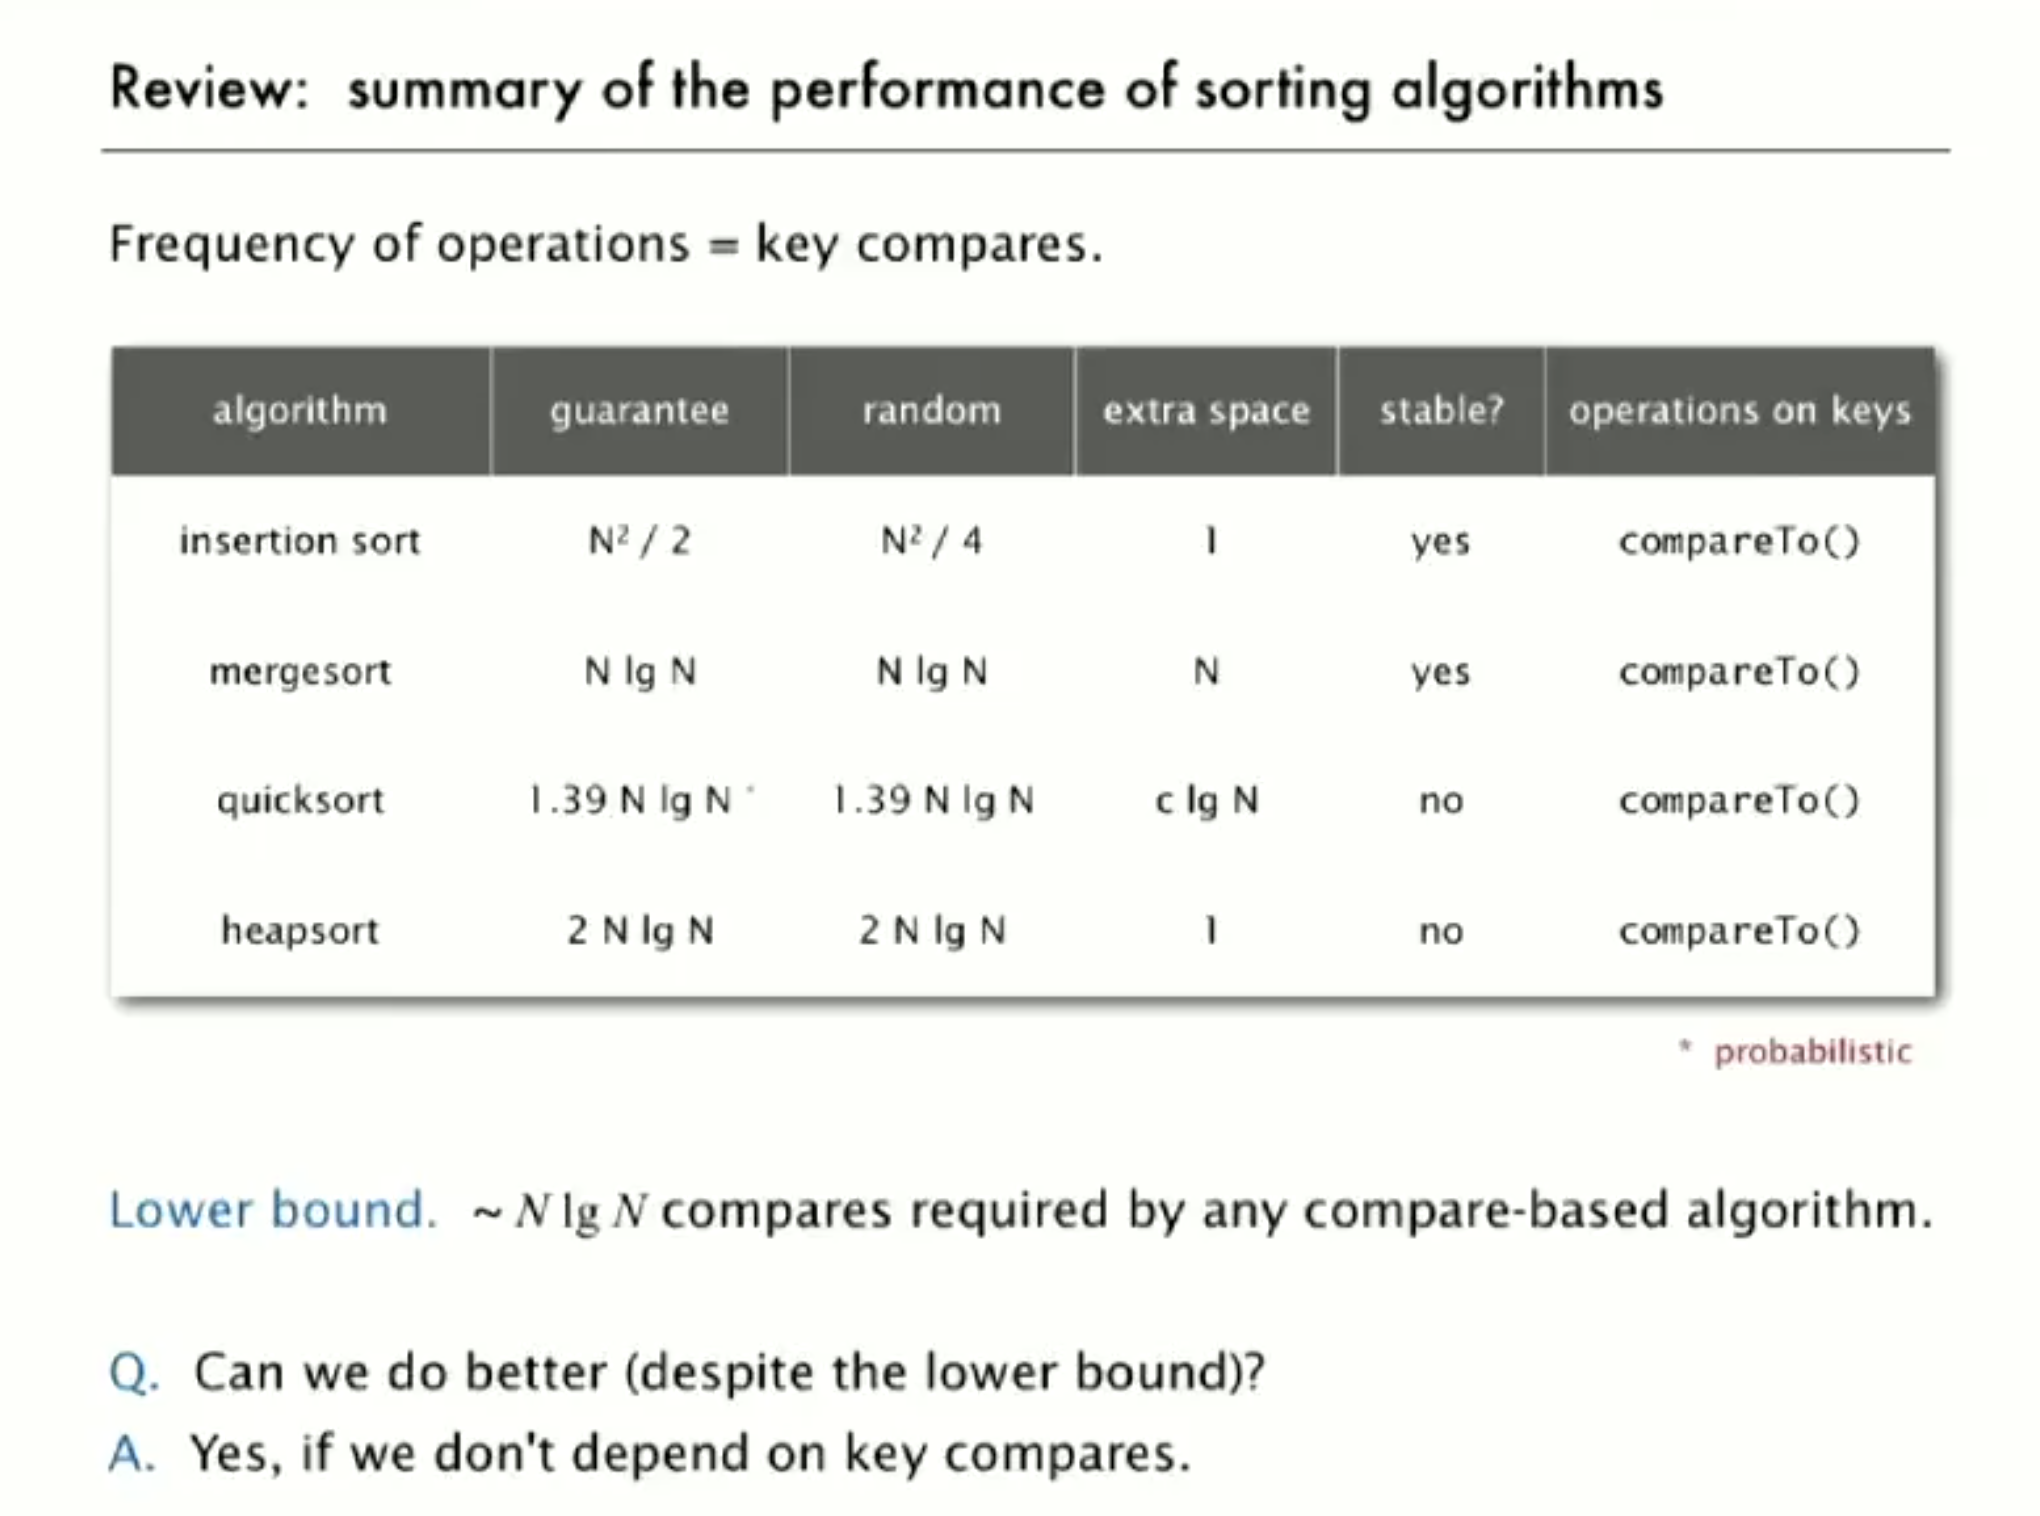 Review: summary of the performance of sorting algorithms
Frequency of operations = key compares.
algorithm guarantee random extra space stable? operations on keys
insertion sort N² / 2 N² / 4 1 yes compareTo()
mergesort N lg N N lg N N yes compareTo()
quicksort 1.39 N lg N * 1.39 N lg N c lg N no compareTo()
heapsort 2 N lg N 2 N lg N 1 no compareTo()
* probabilistic
Lower bound. ~ N lg N compares required by any compare-based algorithm.
Q. Can we do better (despite the lower bound)?
A. Yes, if we don't depend on key compares.